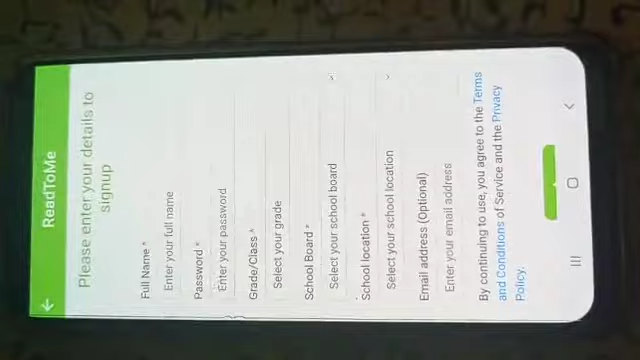 ReadToMe
Please enter your details to
signup
Full Name *
Enter your full name
Password *
Enter your password
Grade/Class *
Select your grade
School Board *
Select your school board
School location *
Select your school location
Email address (Optional)
Enter your email address
By continuing to use, you agree to the Terms
and Conditions of Service and the Privacy
Policy.